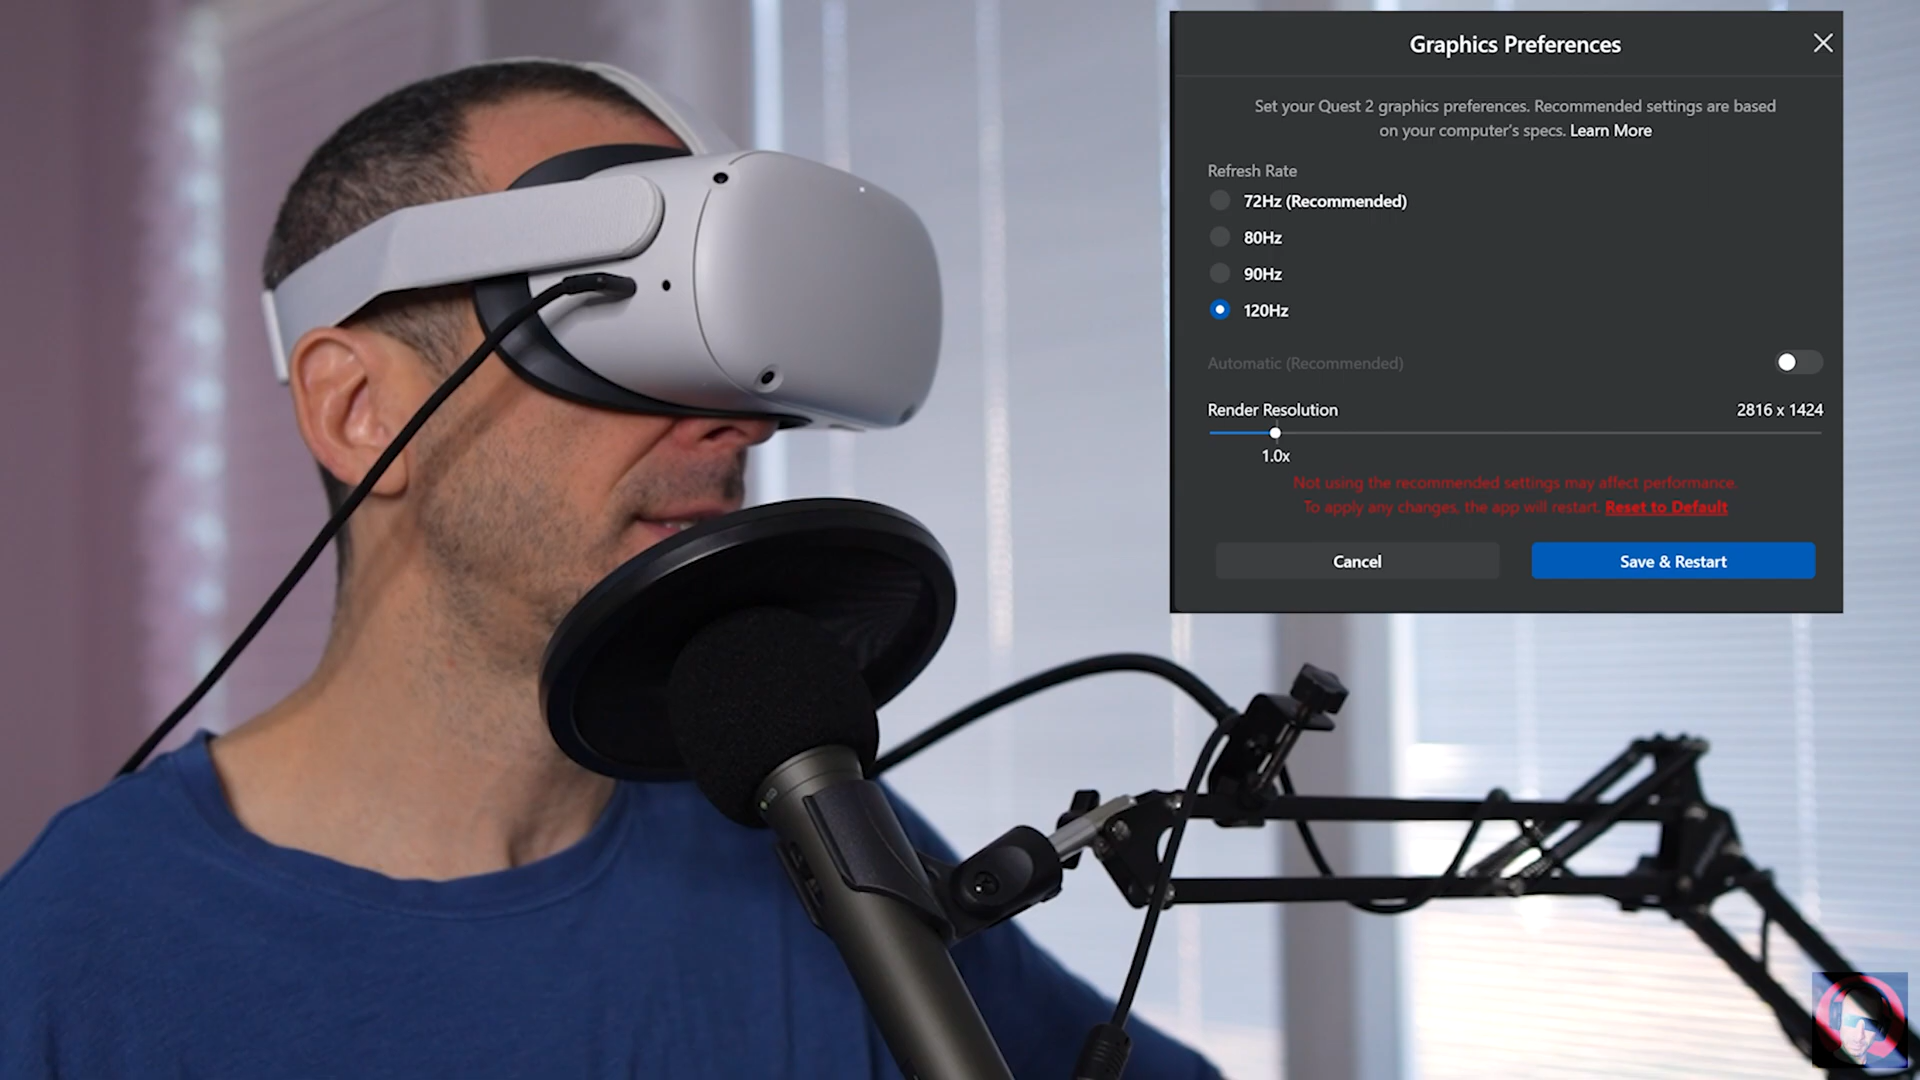 Graphics Preferences
Set your Quest 2 graphics preferences. Recommended settings are based
on your computer's specs. Learn More
Refresh Rate
72Hz (Recommended)
80Hz
90Hz
120Hz
Automatic (Recommended)
Render Resolution 2816 x 1424
1.0x
Not using the recommended settings may affect performance.
To apply any changes, the app will restart. Reset to Default
Cancel Save & Restart